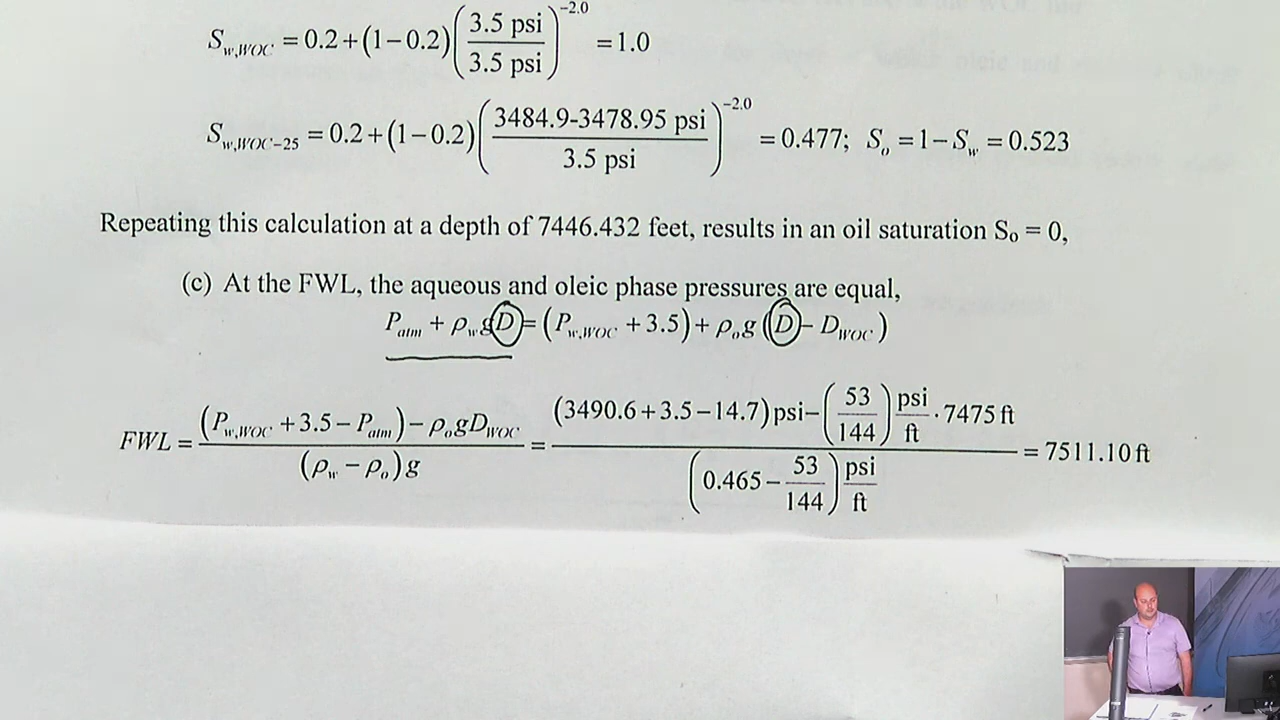 S_{w,WOC} = 0.2+(1−0.2)(3.5 psi / 3.5 psi)^{−2.0} = 1.0
S_{w,WOC−25} = 0.2+(1−0.2)(3484.9-3478.95 psi / 3.5 psi)^{−2.0} = 0.477; S_o = 1−S_w = 0.523
Repeating this calculation at a depth of 7446.432 feet, results in an oil saturation S_o = 0,
(c) At the FWL, the aqueous and oleic phase pressures are equal,
P_{atm} + ρ_w gD = (P_{w,WOC} + 3.5) + ρ_o g (D − D_{WOC})
FWL = ((P_{w,WOC} + 3.5 − P_{atm}) − ρ_o gD_{WOC}) / ((ρ_w − ρ_o) g) = ((3490.6+3.5−14.7) psi − (53/144) psi/ft · 7475 ft) / ((0.465 − 53/144) psi/ft) = 7511.10 ft